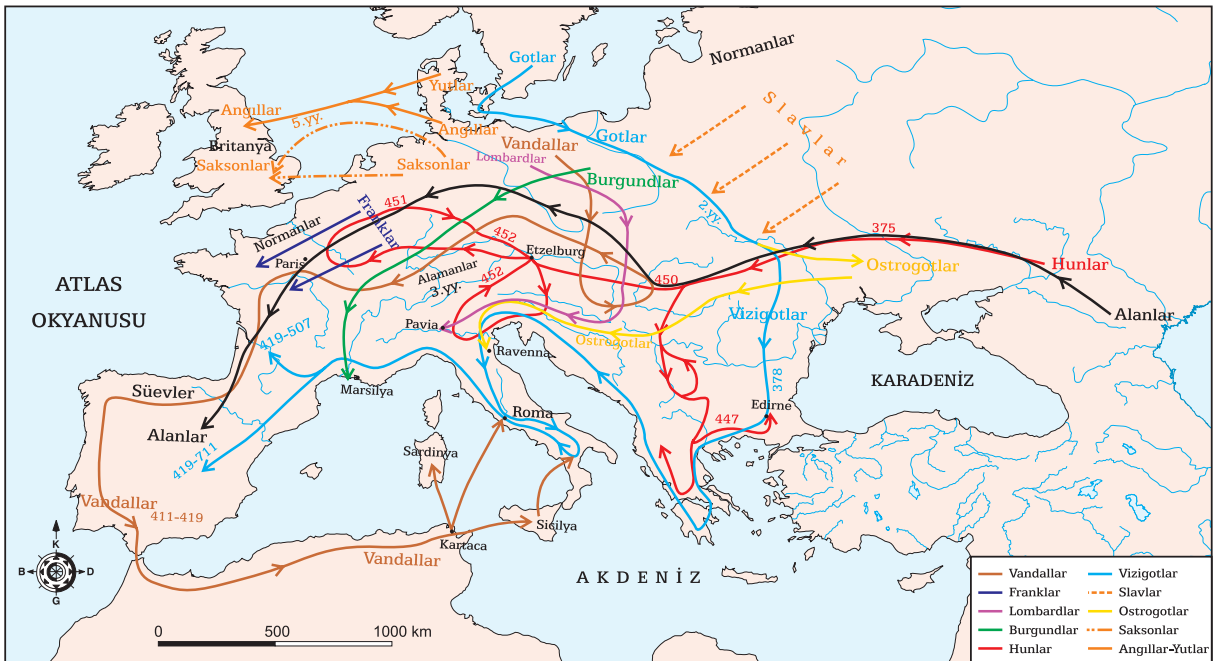 Normanlar
Gotlar
Yutlar
Angıllar
5.yy.
Angıllar
Britanya
Saksonlar
Saksonlar
Vandallar
Lombardlar
Gotlar
Slavlar
Burgundlar
2.yy.
451
Franklar
Normanlar
452
Etzelburg
375
Hunlar
Ostrogotlar
Paris
Alamanlar
3.yy.
452
450
ATLAS
OKYANUSU
Alanlar
Vizigotlar
Pavia
Ostrogotlar
Ravenna
419-507
378
KARADENİZ
Süevler
Marsilya
Edirne
Roma
447
Alanlar
419-711
Sardinya
Vandallar
411-419
Siçilya
Kartaca
Vandallar
AKDENİZ
K
B
D
G
0 500 1000 km
Vandallar
Franklar
Lombardlar
Burgundlar
Hunlar
Vizigotlar
Slavlar
Ostrogotlar
Saksonlar
Angıllar-Yutlar